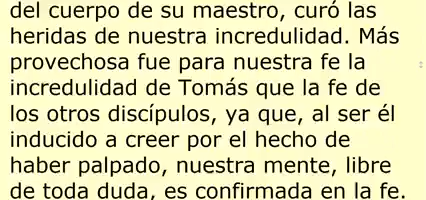 del cuerpo de su maestro, curó las
heridas de nuestra incredulidad. Más
provechosa fue para nuestra fe la
incredulidad de Tomás que la fe de
los otros discípulos, ya que, al ser él
inducido a creer por el hecho de
haber palpado, nuestra mente, libre
de toda duda, es confirmada en la fe.